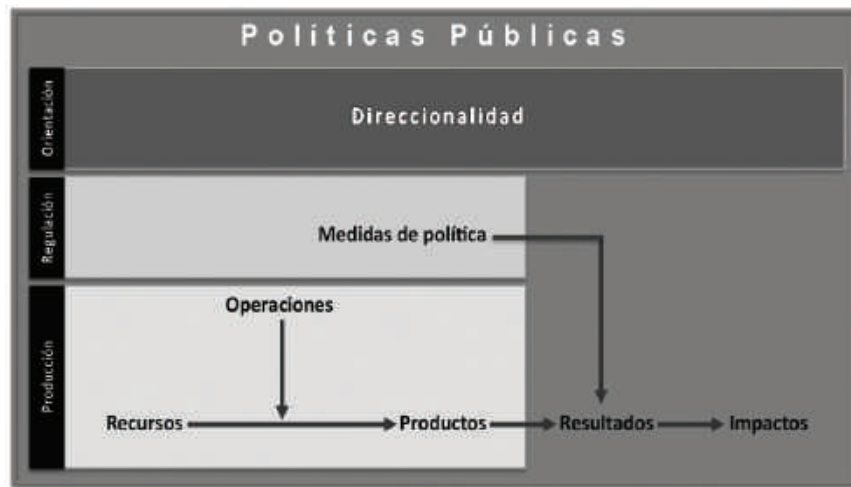 Políticas Públicas
Orientación
Direccionalidad
Regulación
Medidas de política
Producción
Operaciones
Recursos
Productos
Resultados
Impactos